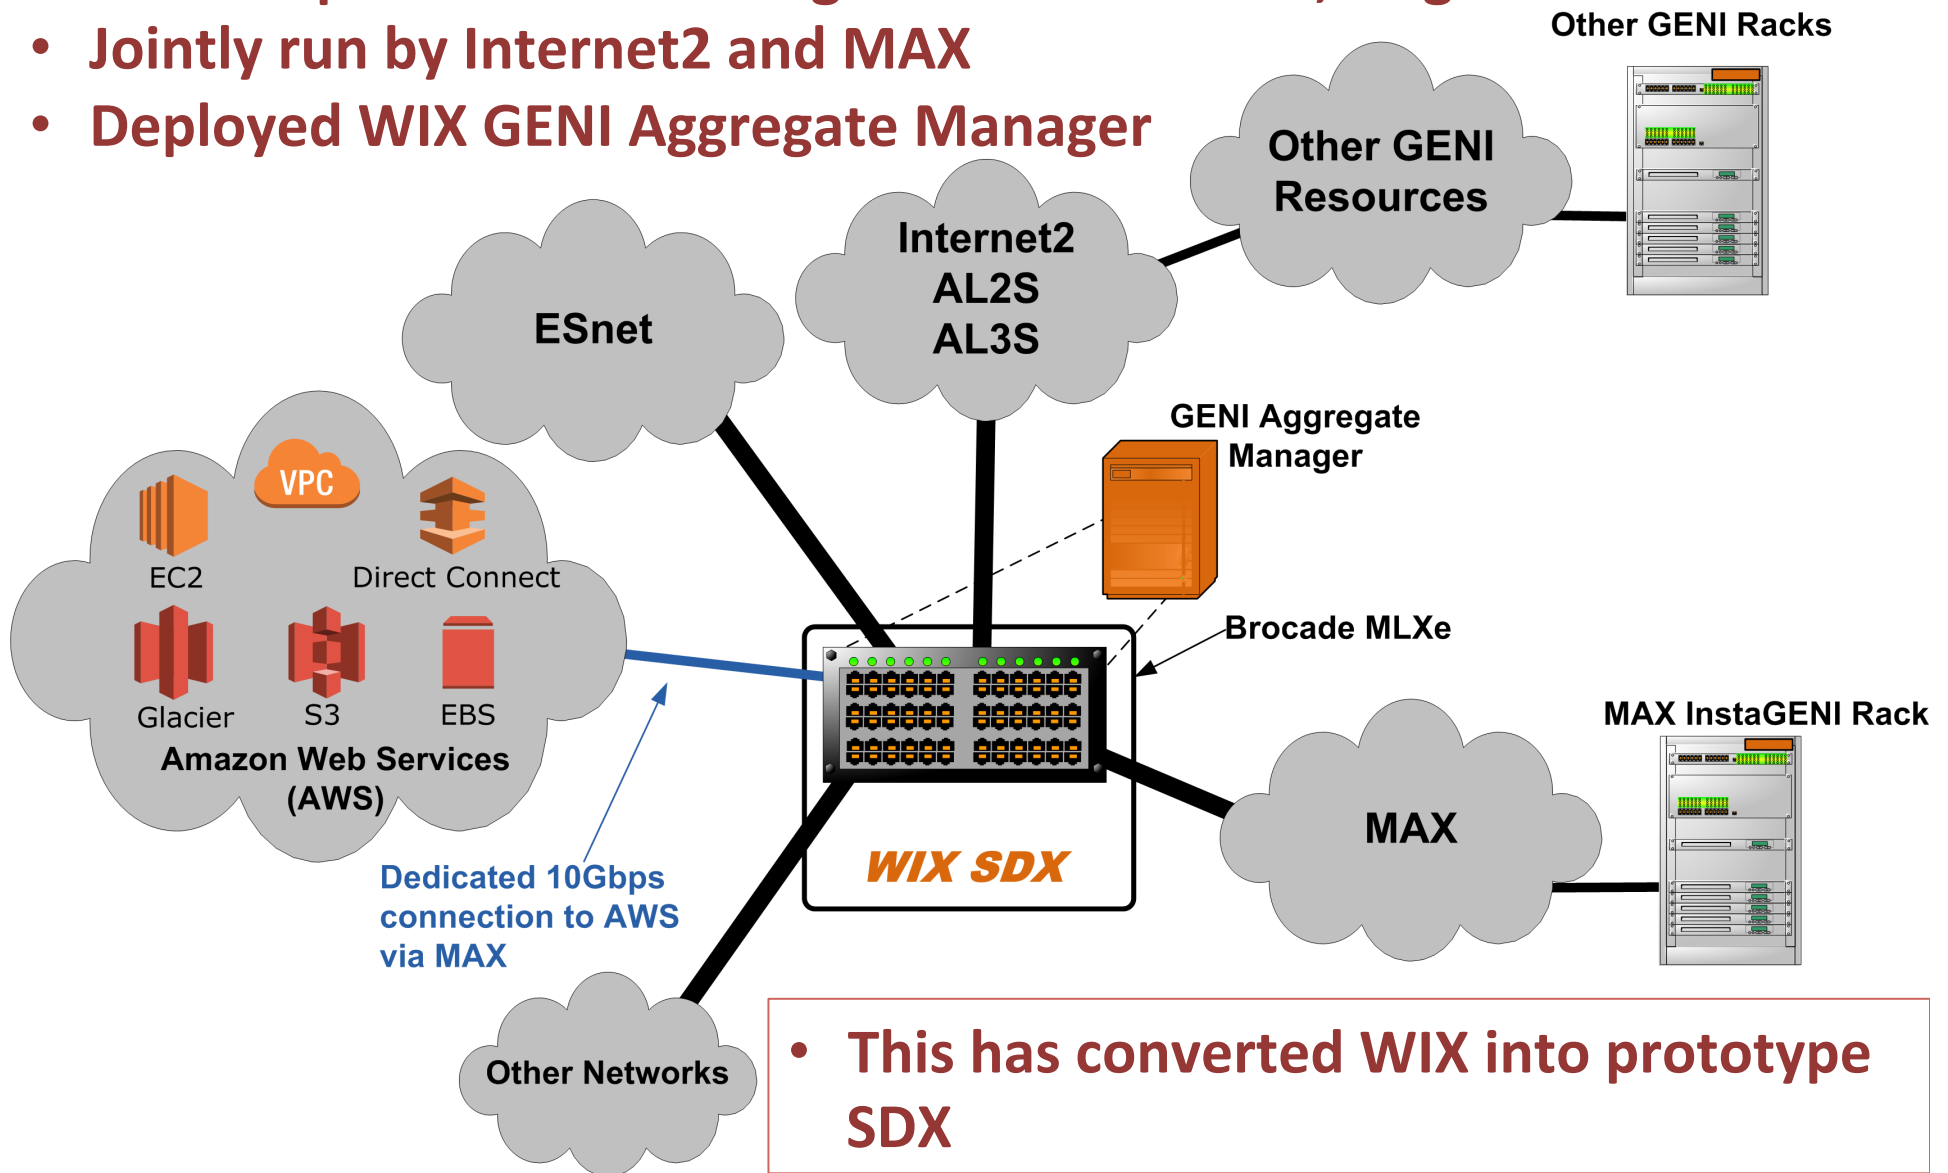 • Jointly run by Internet2 and MAX
• Deployed WIX GENI Aggregate Manager
Other GENI Racks
Other GENI
Resources
Internet2
AL2S
AL3S
ESnet
GENI Aggregate
Manager
VPC
EC2
Direct Connect
Glacier
S3
EBS
Amazon Web Services
(AWS)
Brocade MLXe
MAX InstaGENI Rack
MAX
WIX SDX
Dedicated 10Gbps
connection to AWS
via MAX
Other Networks
• This has converted WIX into prototype
SDX